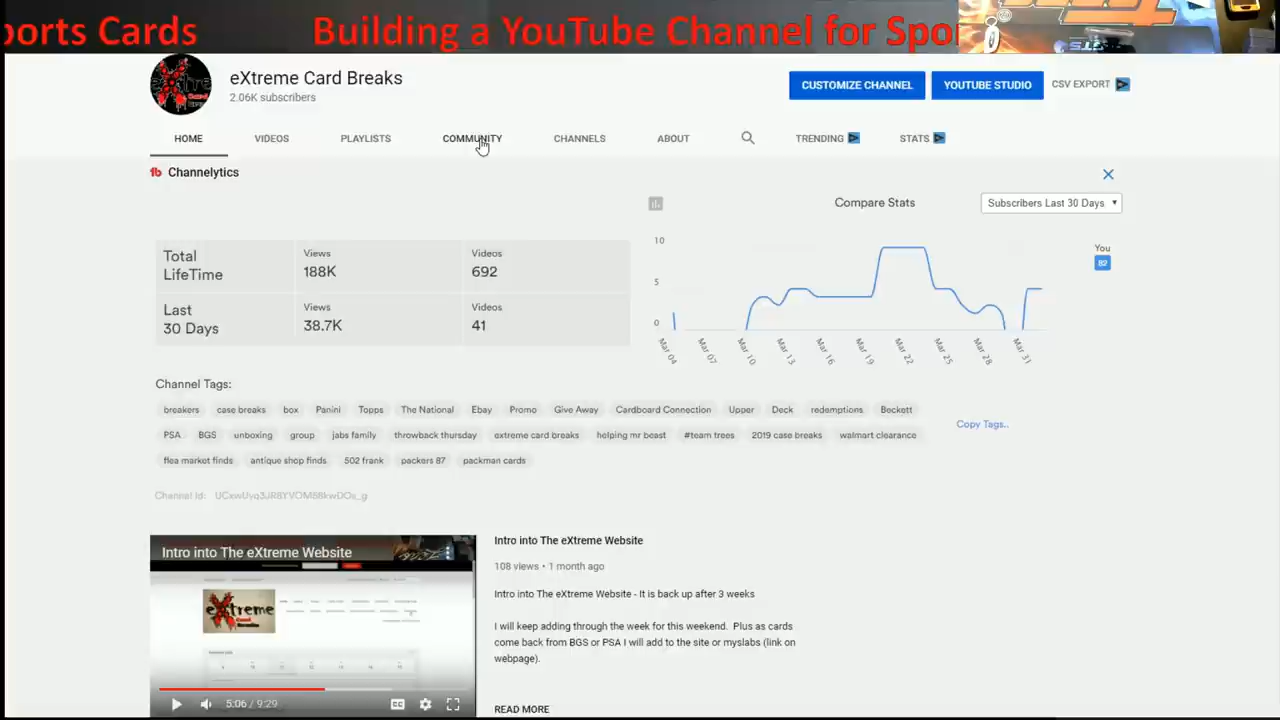 ports Cards Building a YouTube Channel for Spo
eXtreme Card Breaks
2.06K subscribers
CUSTOMIZE CHANNEL
YOUTUBE STUDIO
CSV EXPORT
HOME VIDEOS PLAYLISTS COMMUNITY CHANNELS ABOUT TRENDING STATS
Channelytics
Compare Stats
Subscribers Last 30 Days
Total LifeTime
Views
188K
Videos
692
Last 30 Days
Views
38.7K
Videos
41
10
5
0
Mar 04 Mar 07 Mar 10 Mar 13 Mar 16 Mar 19 Mar 22 Mar 25 Mar 28 Mar 31
You
82
Channel Tags:
breakers case breaks box Panini Topps The National Ebay Promo Give Away Cardboard Connection Upper Deck redemptions Beckett
PSA BGS unboxing group jabs family throwback thursday extreme card breaks helping mr beast #team trees 2019 case breaks walmart clearance
flea market finds antique shop finds 502 frank packers 87 packman cards
Copy Tags..
Channel Id:
Intro into The eXtreme Website
eXtreme
5:06 / 9:29
Intro into The eXtreme Website
108 views • 1 month ago
Intro into The eXtreme Website - It is back up after 3 weeks
I will keep adding through the week for this weekend. Plus as cards
come back from BGS or PSA I will add to the site or myslabs (link on
webpage).
READ MORE